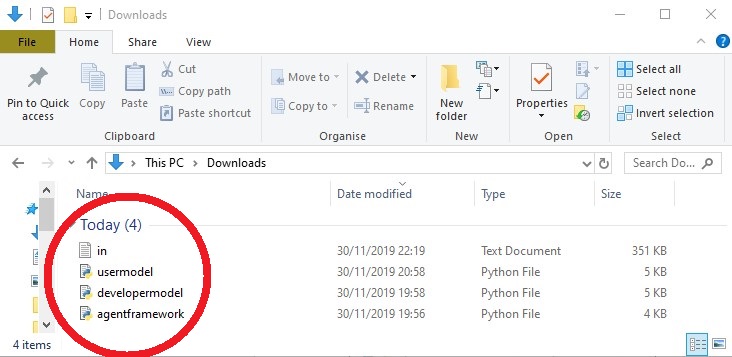 Downloads
File Home Share View
Pin to Quick access
Copy
Paste
Cut
Copy path
Paste shortcut
Clipboard
Move to
Copy to
Delete
Rename
Organise
New folder
New
Properties
Open
Select all
Select none
Invert selection
Select
This PC > Downloads
Search Do...
Name Date modified Type Size
Today (4)
in 30/11/2019 22:19 Text Document 351 KB
usermodel 30/11/2019 20:58 Python File 5 KB
developermodel 30/11/2019 19:58 Python File 5 KB
agentframework 30/11/2019 19:56 Python File 4 KB
4 items